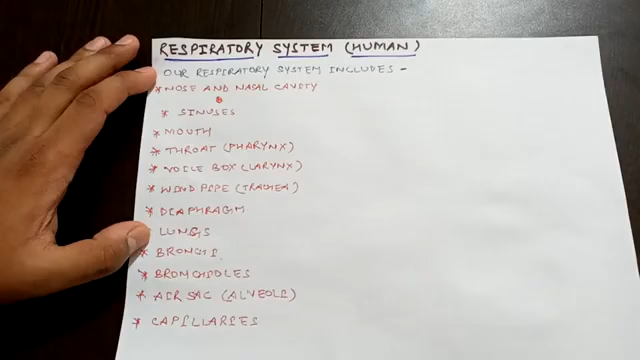 RESPIRATORY SYSTEM (HUMAN)
OUR RESPIRATORY SYSTEM INCLUDES -
* NOSE AND NASAL CAVITY
* SINUSES
* MOUTH
* THROAT (PHARYNX)
* VOICE BOX (LARYNX)
* WIND PIPE (TRACHEA)
* DIAPHRAGM
LUNGS
* BRONCHI.
* BRONCHIOLES
* AIR SAC (ALVEOLI)
* CAPILLARIES